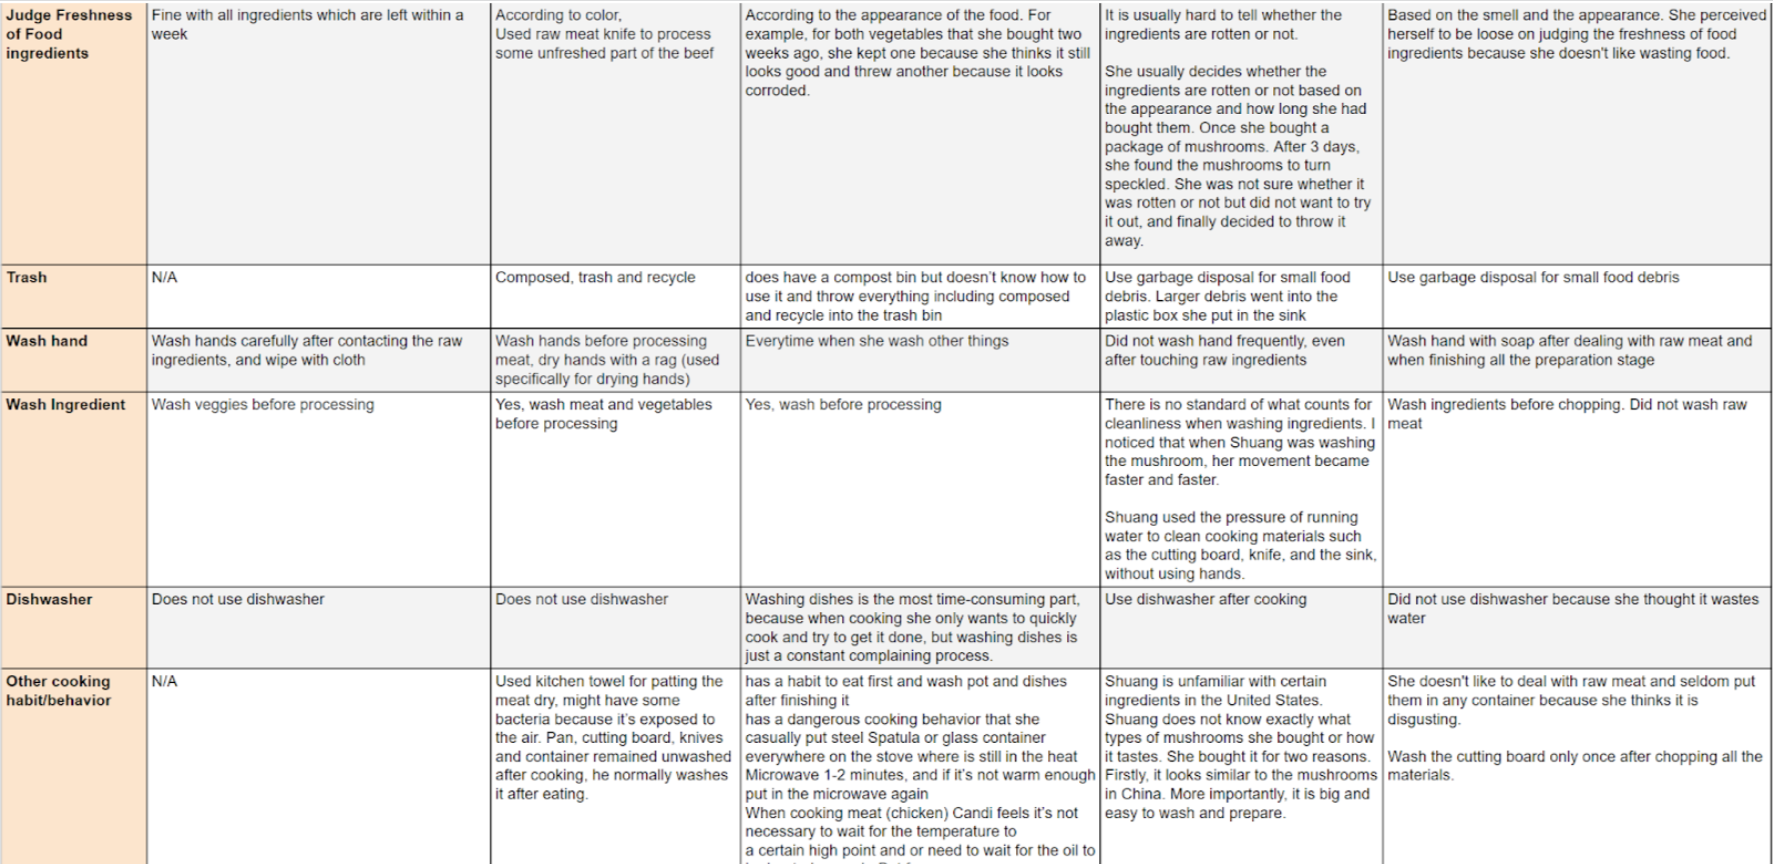 Judge Freshness
of Food
ingredients
Fine with all ingredients which are left within a
week
According to color,
Used raw meat knife to process
some unfreshed part of the beef
According to the appearance of the food. For
example, for both vegetables that she bought two
weeks ago, she kept one because she thinks it still
looks good and threw another because it looks
corroded.
It is usually hard to tell whether the
ingredients are rotten or not.
She usually decides whether the
ingredients are rotten or not based on
the appearance and how long she had
bought them. Once she bought a
package of mushrooms. After 3 days,
she found the mushrooms to turn
speckled. She was not sure whether it
was rotten or not but did not want to try
it out, and finally decided to throw it
away.
Based on the smell and the appearance. She perceived
herself to be loose on judging the freshness of food
ingredients because she doesn't like wasting food.
Trash
N/A
Composed, trash and recycle
does have a compost bin but doesn't know how to
use it and throw everything including composed
and recycle into the trash bin
Use garbage disposal for small food
debris. Larger debris went into the
plastic box she put in the sink
Use garbage disposal for small food debris
Wash hand
Wash hands carefully after contacting the raw
ingredients, and wipe with cloth
Wash hands before processing
meat, dry hands with a rag (used
specifically for drying hands)
Everytime when she wash other things
Did not wash hand frequently, even
after touching raw ingredients
Wash hand with soap after dealing with raw meat and
when finishing all the preparation stage
Wash Ingredient
Wash veggies before processing
Yes, wash meat and vegetables
before processing
Yes, wash before processing
There is no standard of what counts for
cleanliness when washing ingredients. I
noticed that when Shuang was washing
the mushroom, her movement became
faster and faster.
Shuang used the pressure of running
water to clean cooking materials such
as the cutting board, knife, and the sink,
without using hands.
Wash ingredients before chopping. Did not wash raw
meat
Dishwasher
Does not use dishwasher
Does not use dishwasher
Washing dishes is the most time-consuming part,
because when cooking she only wants to quickly
cook and try to get it done, but washing dishes is
just a constant complaining process.
Use dishwasher after cooking
Did not use dishwasher because she thought it wastes
water
Other cooking
habit/behavior
N/A
Used kitchen towel for patting the
meat dry, might have some
bacteria because it's exposed to
the air. Pan, cutting board, knives
and container remained unwashed
after cooking, he normally washes
it after eating.
has a habit to eat first and wash pot and dishes
after finishing it
has a dangerous cooking behavior that she
casually put steel Spatula or glass container
everywhere on the stove where is still in the heat
Microwave 1-2 minutes, and if it's not warm enough
put in the microwave again
When cooking meat (chicken) Candi feels it's not
necessary to wait for the temperature to
a certain high point and or need to wait for the oil to
Shuang is unfamiliar with certain
ingredients in the United States.
Shuang does not know exactly what
types of mushrooms she bought or how
it tastes. She bought it for two reasons.
Firstly, it looks similar to the mushrooms
in China. More importantly, it is big and
easy to wash and prepare.
She doesn't like to deal with raw meat and seldom put
them in any container because she thinks it is
disgusting.
Wash the cutting board only once after chopping all the
materials.